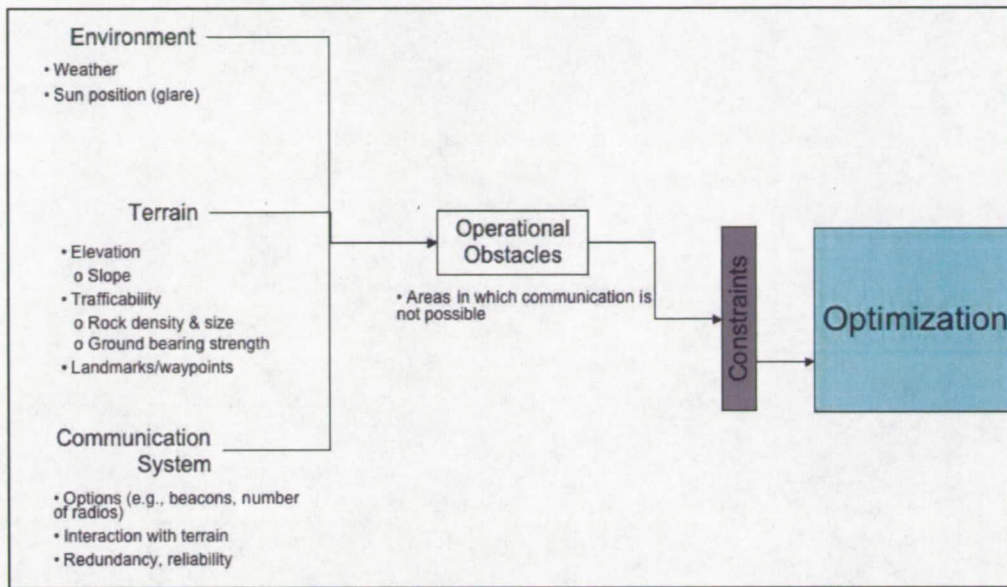 Environment
• Weather
• Sun position (glare)
Terrain
• Elevation
o Slope
• Trafficability
o Rock density & size
o Ground bearing strength
• Landmarks/waypoints
Communication
System
• Options (e.g., beacons, number
of radios)
• Interaction with terrain
• Redundancy, reliability
Operational
Obstacles
• Areas in which communication is
not possible
Constraints
Optimization